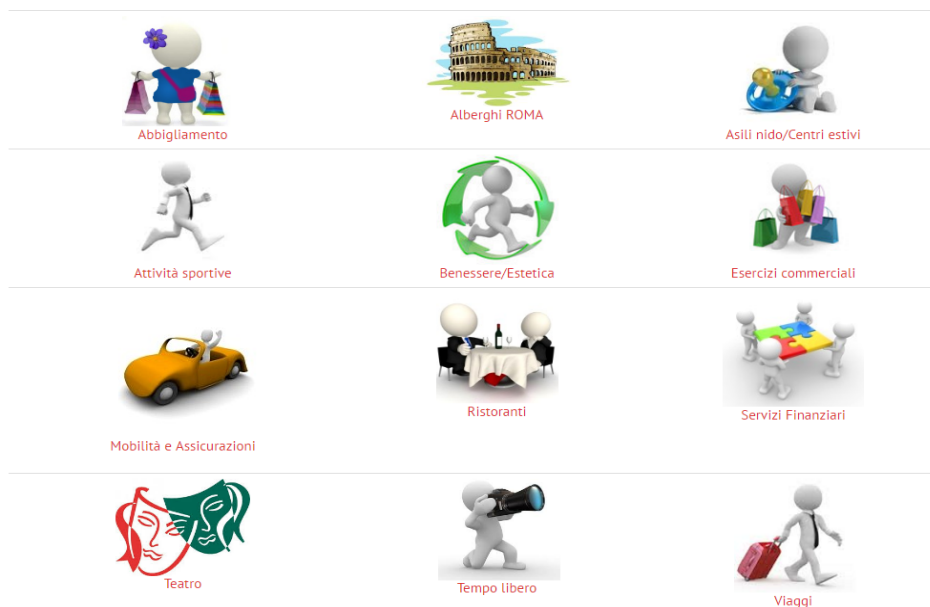 Abbigliamento
Alberghi ROMA
Asili nido/Centri estivi
Attività sportive
Benessere/Estetica
Esercizi commerciali
Mobilità e Assicurazioni
Ristoranti
Servizi Finanziari
Teatro
Tempo libero
Viaggi